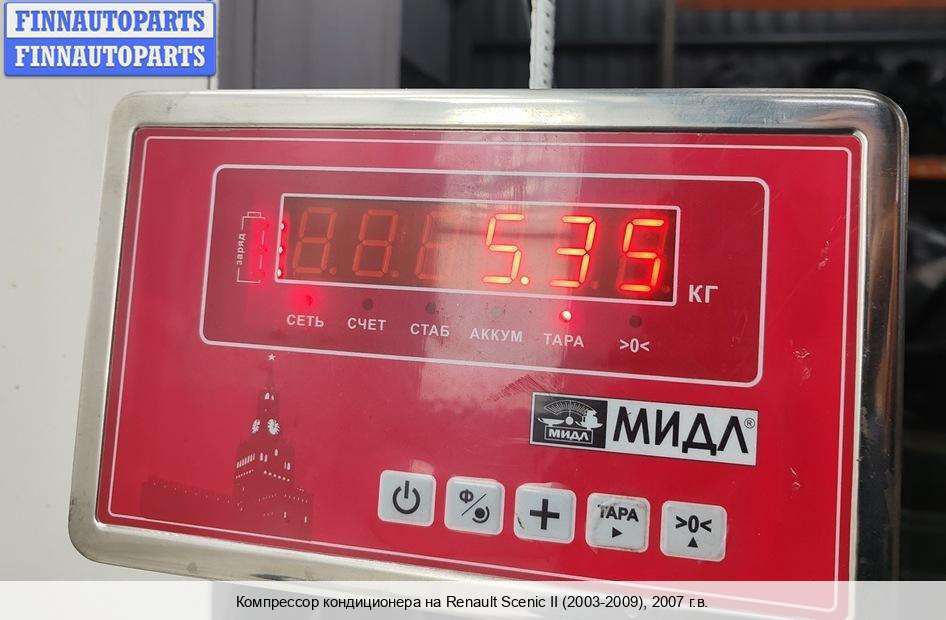 FINNAUTOPARTS
FINNAUTOPARTS
заряд
5.35
КГ
СЕТЬ СЧЕТ СТАБ АККУМ ТАРА >0<
МИДЛ МИДЛ®
Ф
ТАРА
>0<
Компрессор кондиционера на Renault Scenic II (2003-2009), 2007 г.в.